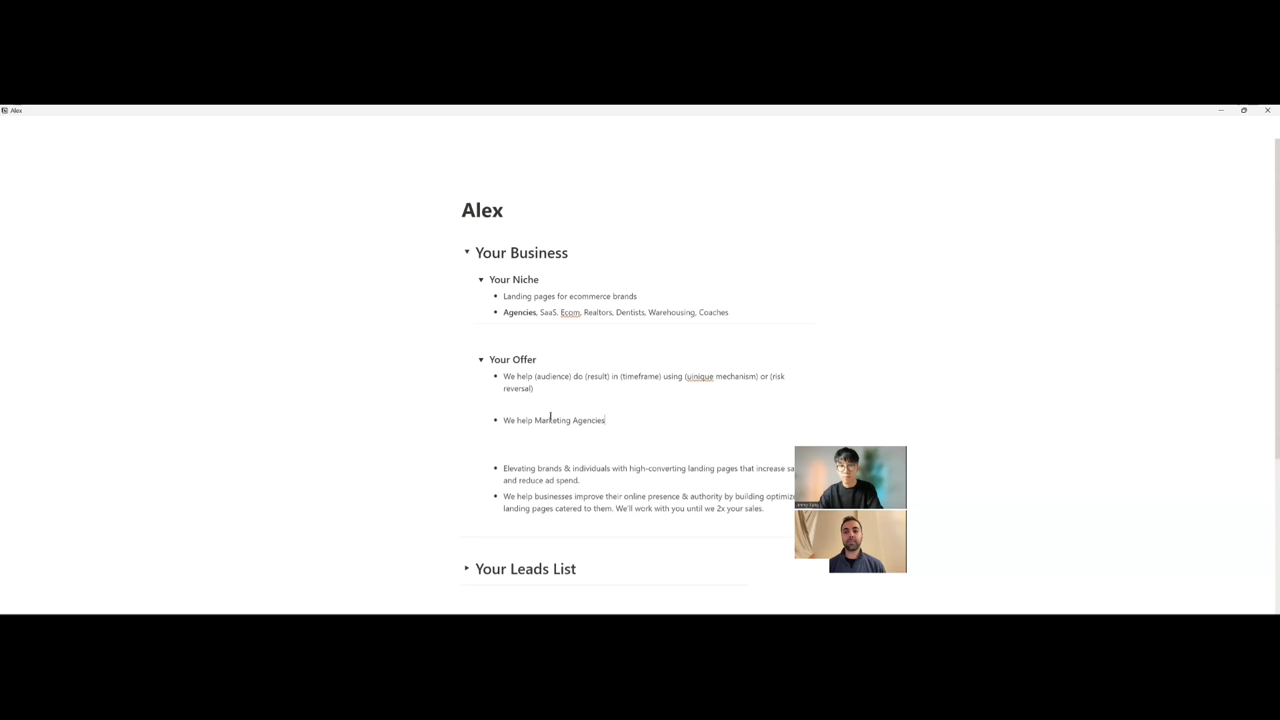 Alex
Alex
Your Business
Your Niche
Landing pages for ecommerce brands
Agencies, SaaS, Ecom, Realtors, Dentists, Warehousing, Coaches
Your Offer
We help (audience) do (result) in (timeframe) using (uinique mechanism) or (risk
reversal)
We help Marketing Agencies
Elevating brands & individuals with high-converting landing pages that increase sa
and reduce ad spend.
We help businesses improve their online presence & authority by building optimize
landing pages catered to them. We'll work with you until we 2x your sales.
Your Leads List